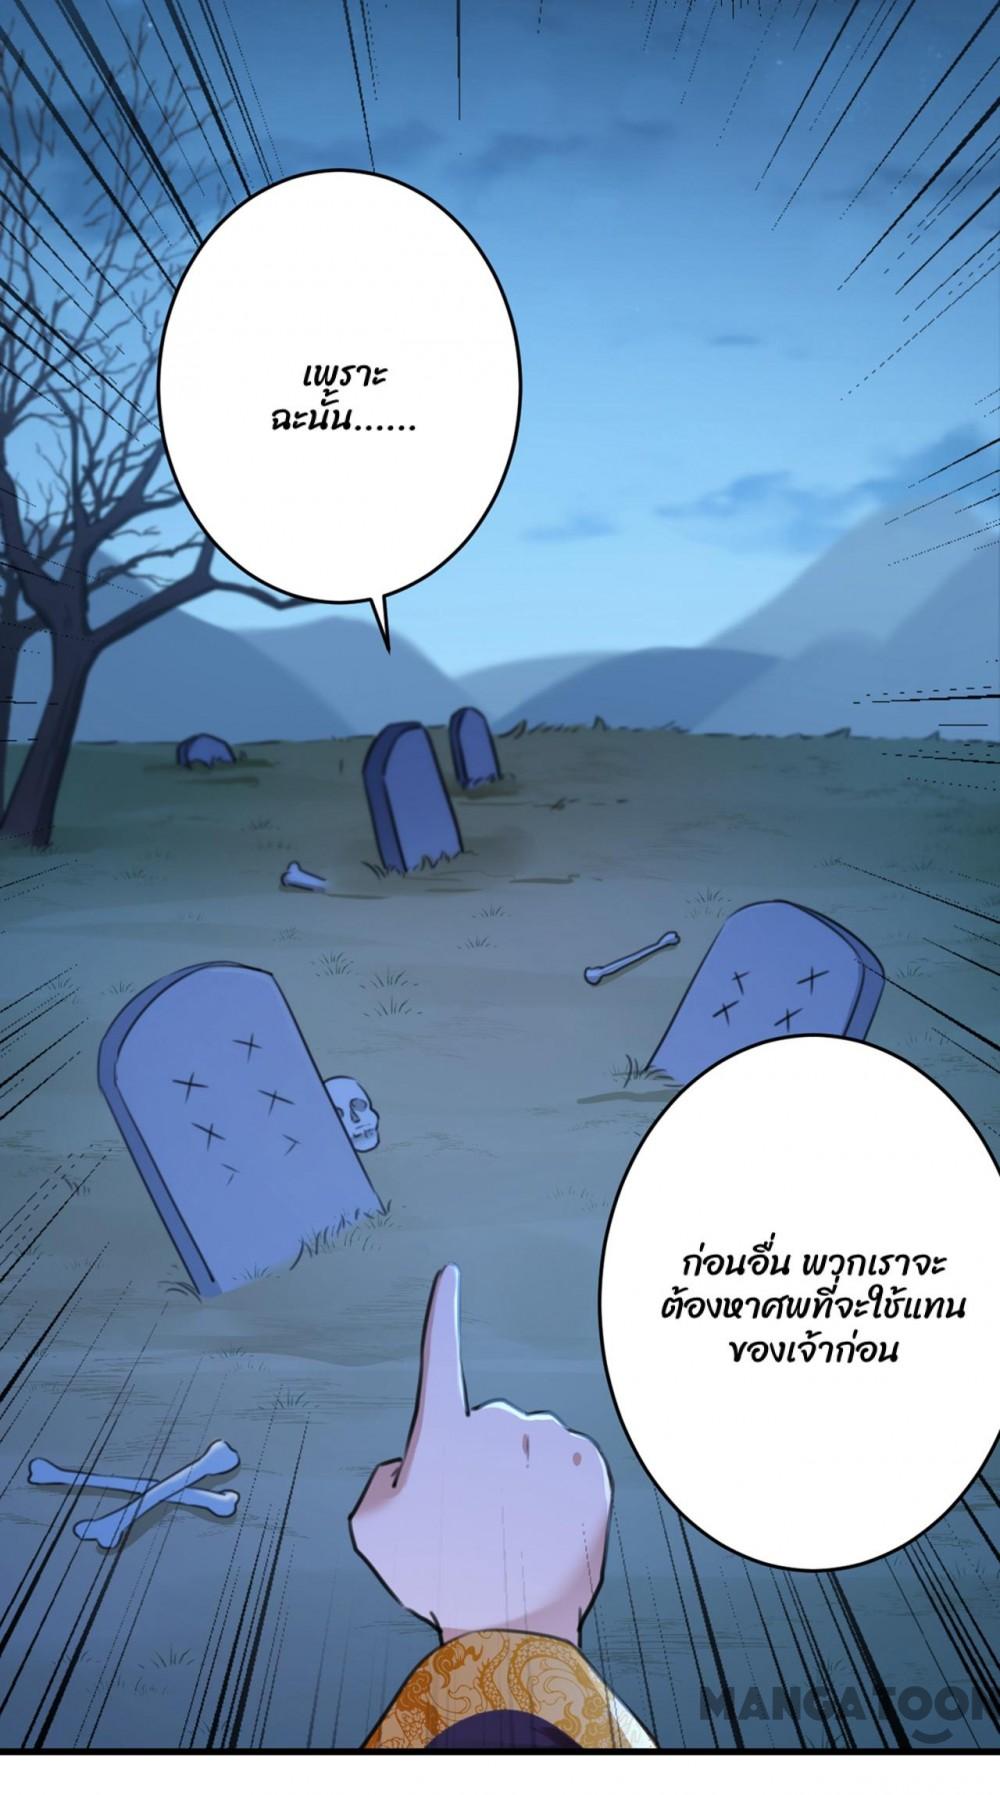 เพราะ
ฉะนั้น......
ก่อนอื่น พวกเราจะ
ต้องหาศพที่จะใช้แทน
ของเจ้าก่อน
MANGATOON